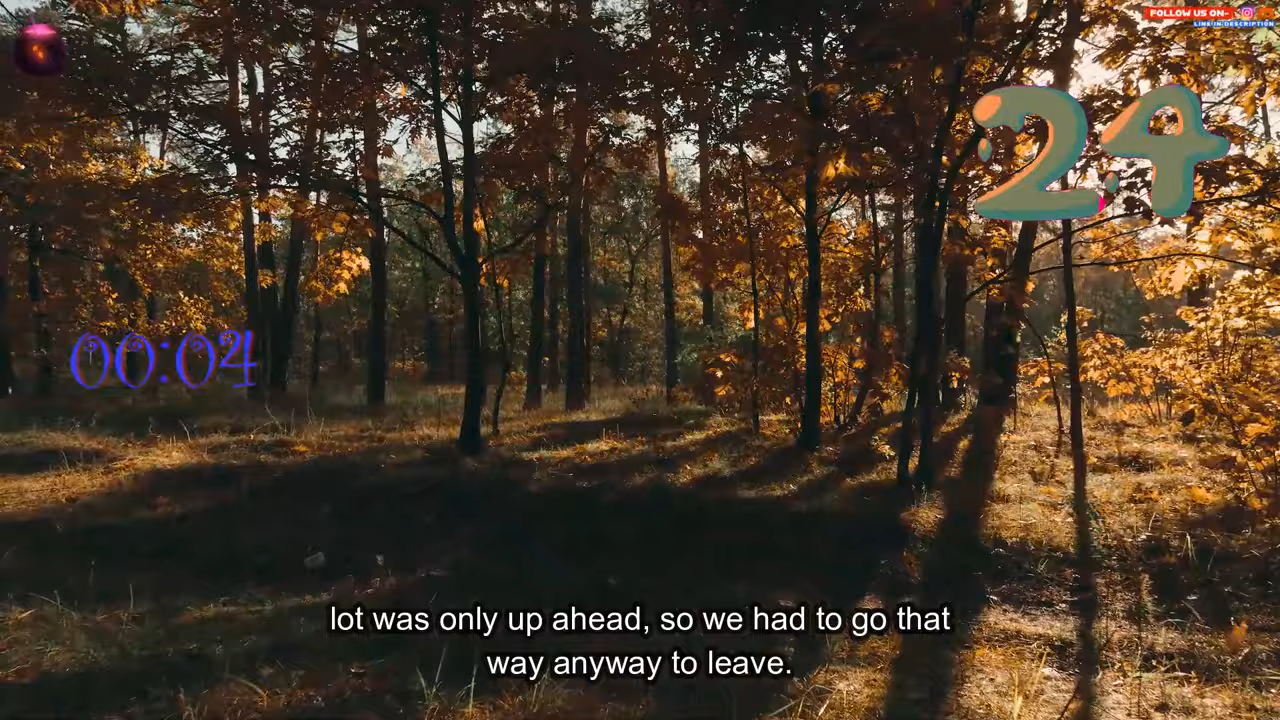 FOLLOW US ON-
LINK IN DESCRIPTION
24
00:04
lot was only up ahead, so we had to go that
way anyway to leave.